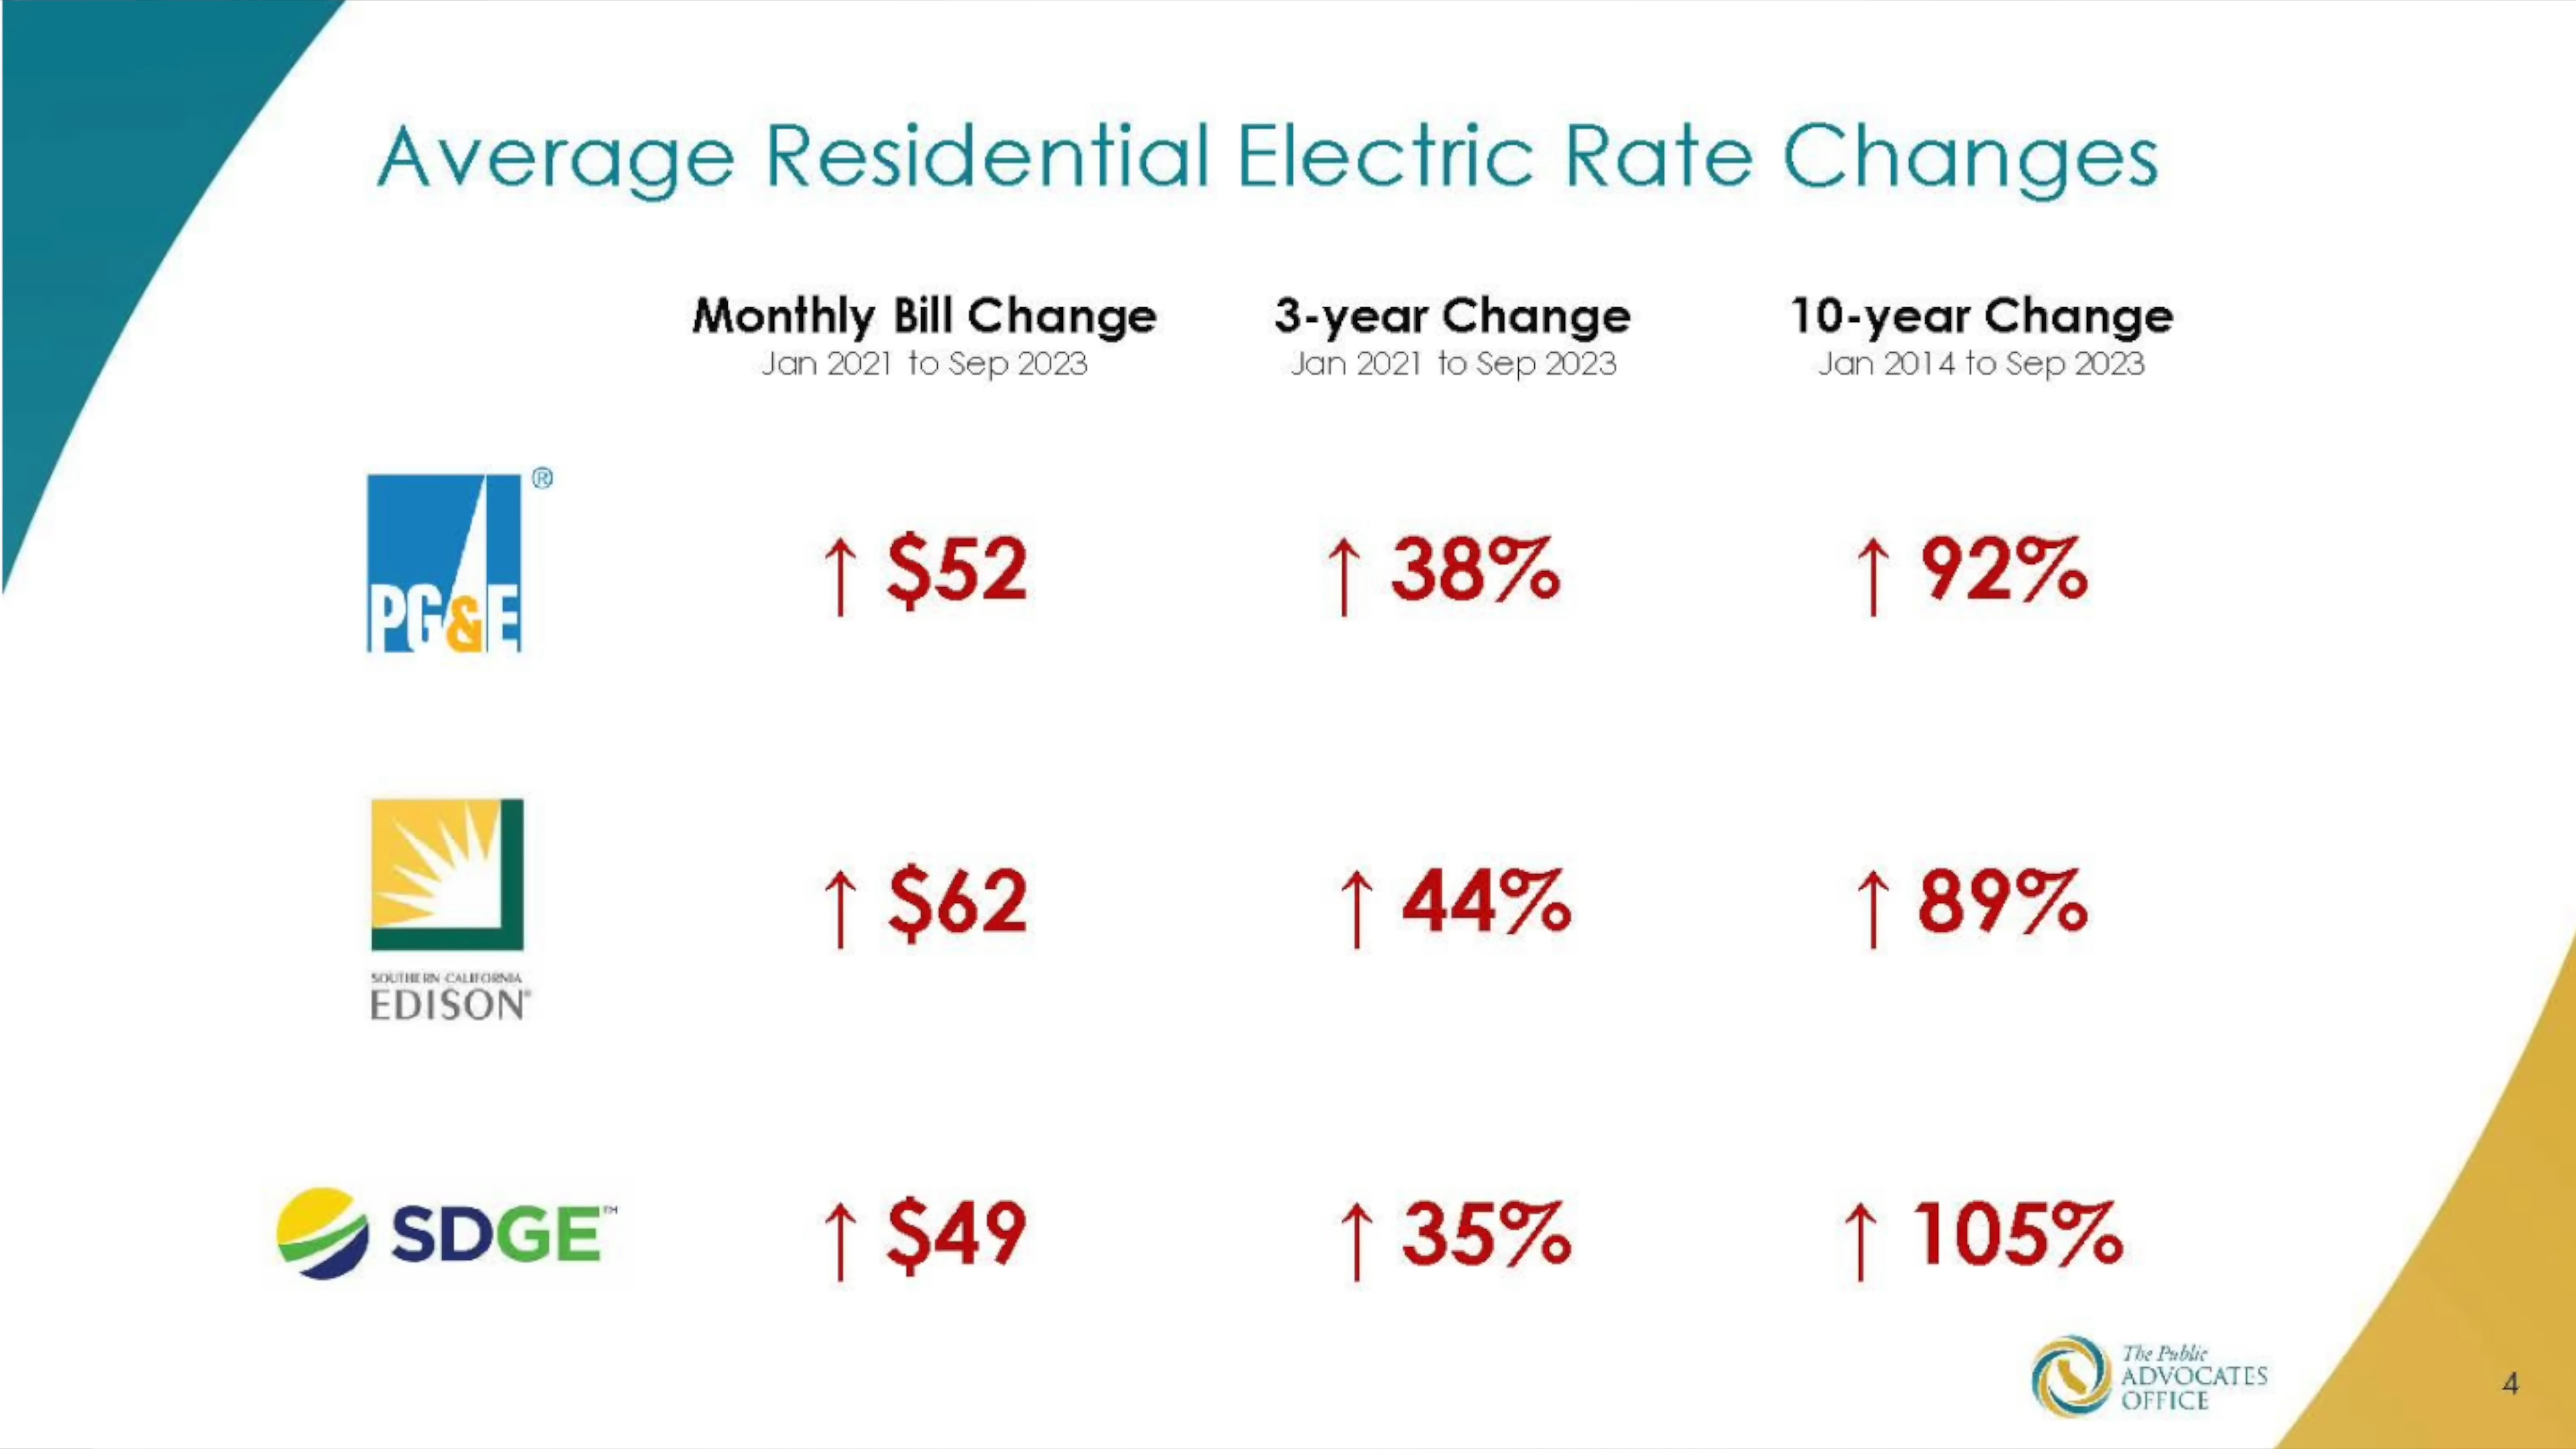 Average Residential Electric Rate Changes
Monthly Bill Change 3-year Change 10-year Change
Jan 2021 to Sep 2023 Jan 2021 to Sep 2023 Jan 2014 to Sep 2023
PG&E ®
↑ $52 ↑ 38% ↑ 92%
↑ $62 ↑ 44% ↑ 89%
SOUTHERN CALIFORNIA
EDISON®
SDGE™ ↑ $49 ↑ 35% ↑ 105%
The Public
ADVOCATES
OFFICE
4